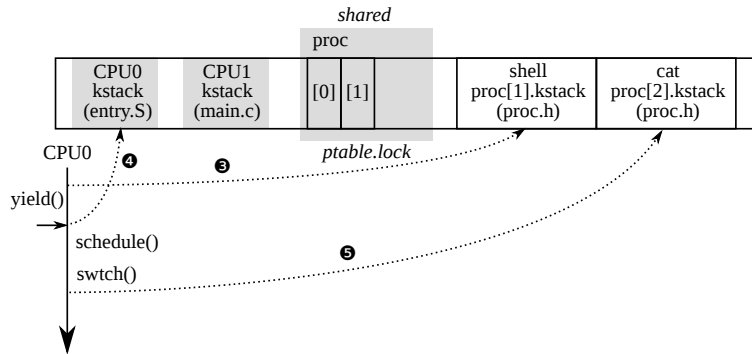 shared
proc
CPU0
kstack
(entry.S)
CPU1
kstack
(main.c)
[0]
[1]
shell
proc[1].kstack
(proc.h)
cat
proc[2].kstack
(proc.h)
ptable.lock
CPU0
❹
❸
yield()
schedule()
❺
swtch()